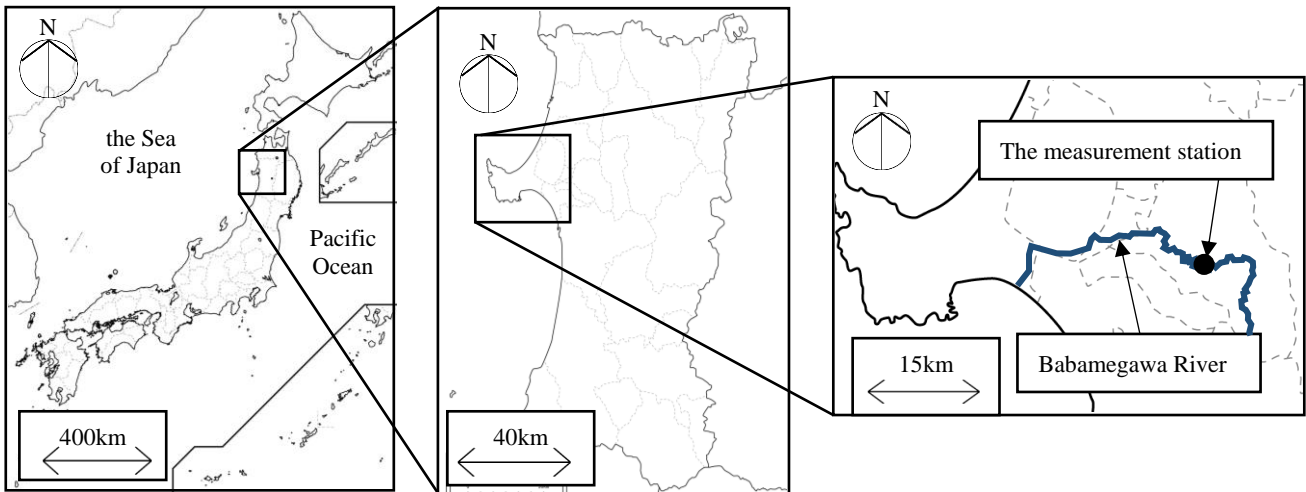 N
the Sea
of Japan
Pacific
Ocean
400km
N
40km
N
The measurement station
15km
Babamegawa River